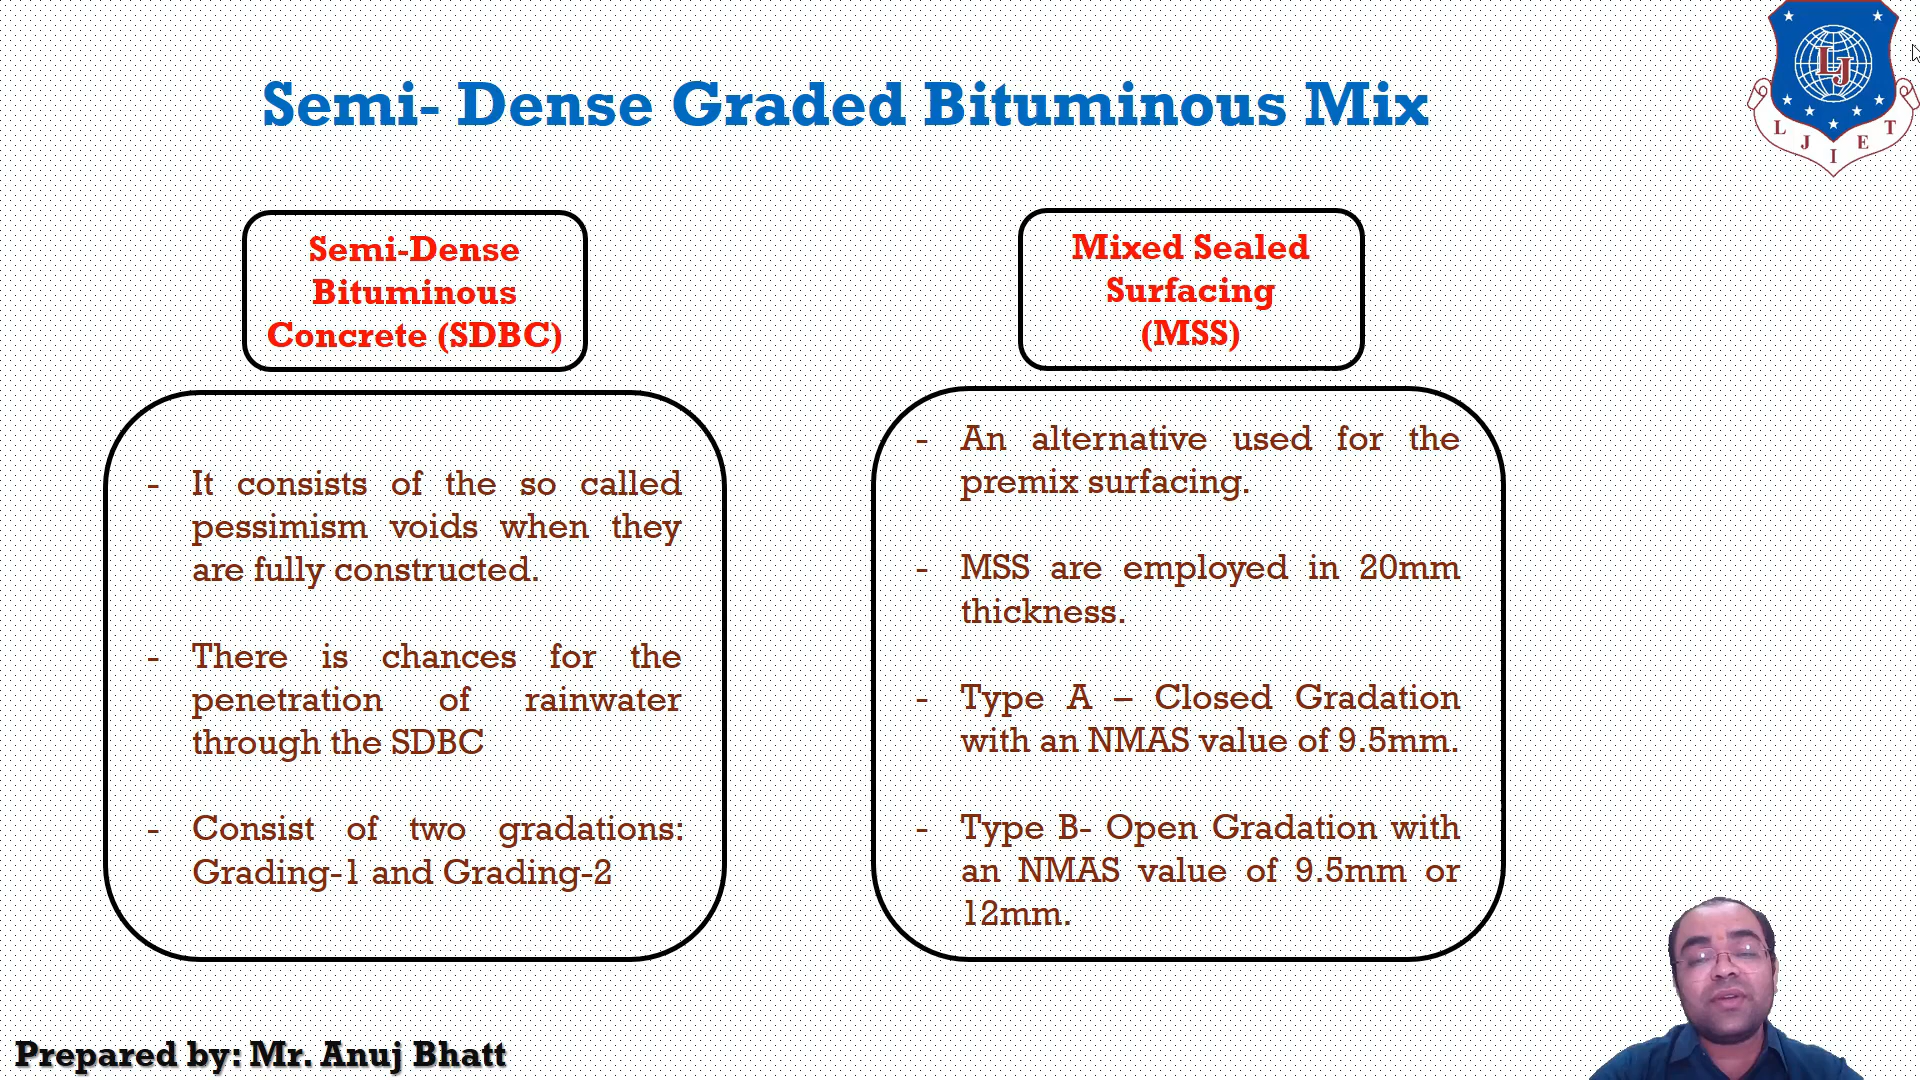 Semi- Dense Graded Bituminous Mix
LJ
L J I E T
Semi-Dense
Bituminous
Concrete (SDBC)
- It consists of the so called
pessimism voids when they
are fully constructed.
- There is chances for the
penetration of rainwater
through the SDBC
- Consist of two gradations:
Grading-1 and Grading-2
Mixed Sealed
Surfacing
(MSS)
- An alternative used for the
premix surfacing.
- MSS are employed in 20mm
thickness.
- Type A – Closed Gradation
with an NMAS value of 9.5mm.
- Type B- Open Gradation with
an NMAS value of 9.5mm or
12mm.
Prepared by: Mr. Anuj Bhatt